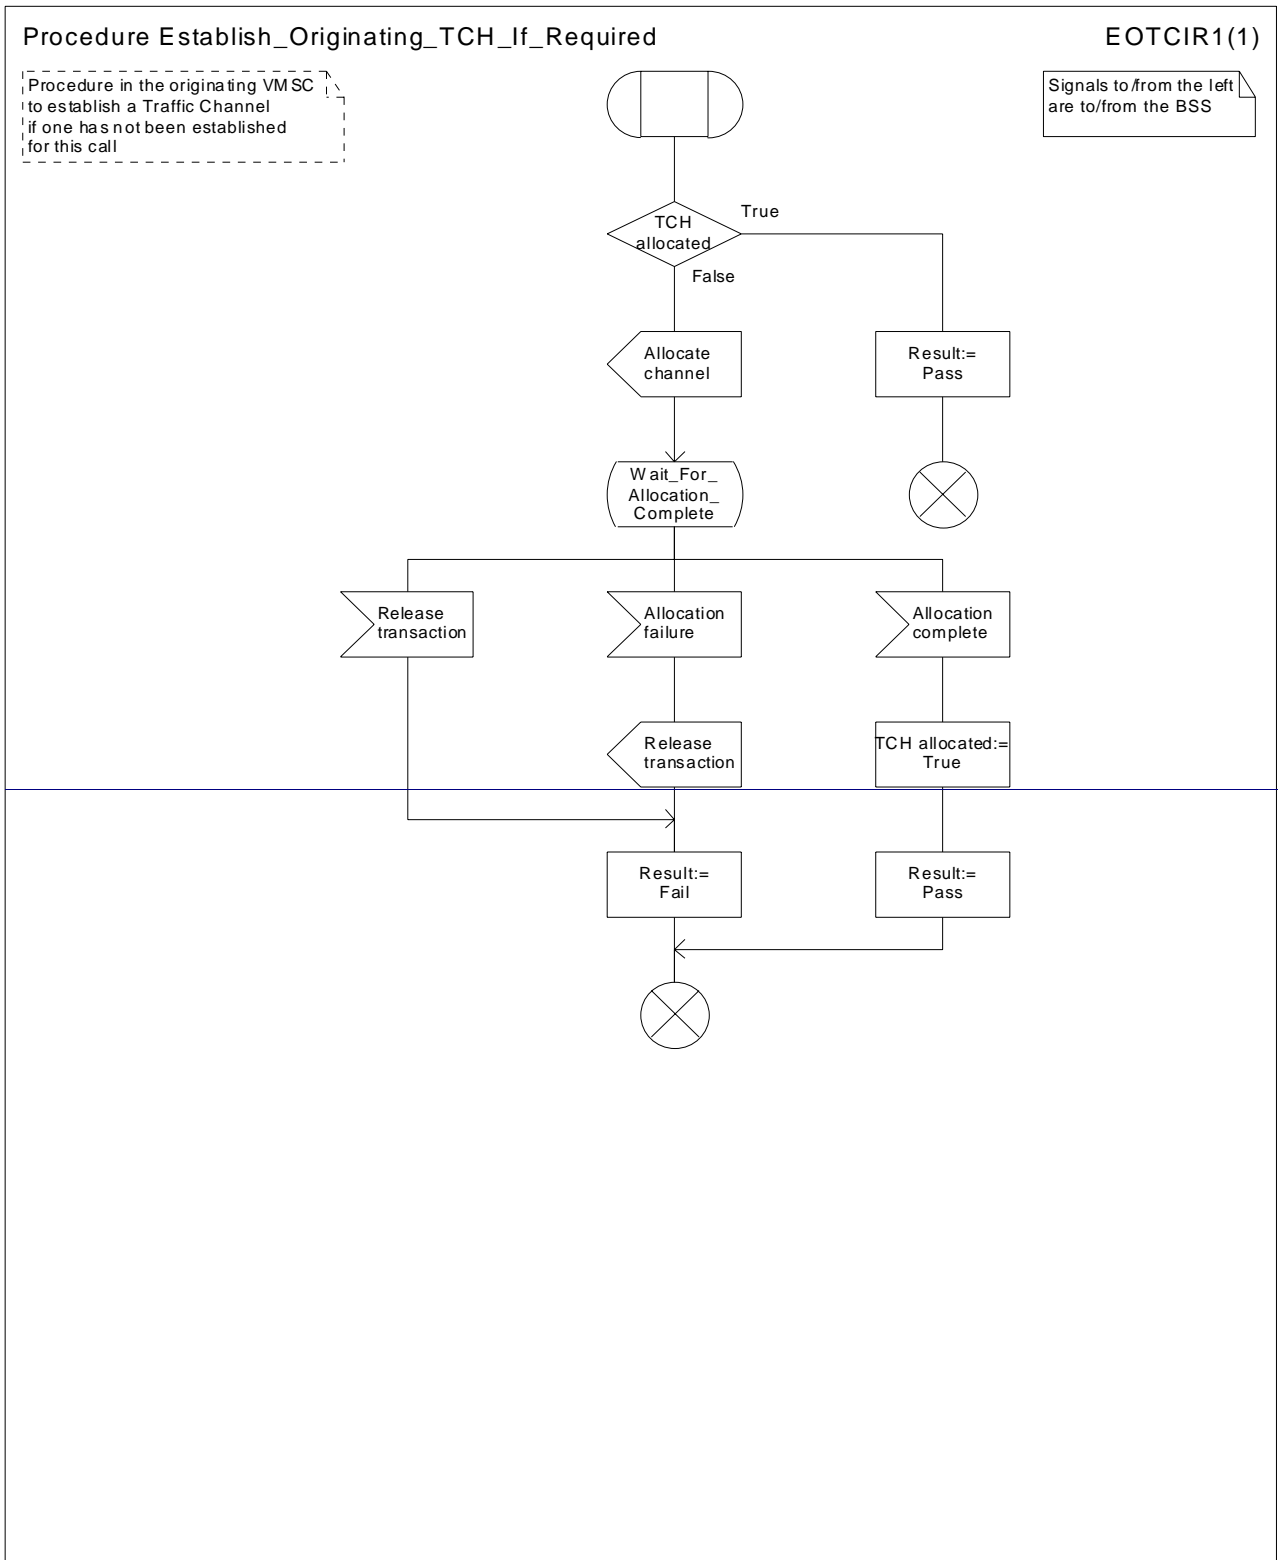 Procedure Establish_Originating_TCH_If_Required
EOTCIR1(1)
Procedure in the originating VMSC
to establish a Traffic Channel
if one has not been established
for this call
Signals to/from the left
are to/from the BSS
TCH
allocated
True
False
Allocate
channel
Result:=
Pass
Wait_For_
Allocation_
Complete
Release
transaction
Allocation
failure
Allocation
complete
Release
transaction
TCH allocated:=
True
Result:=
Fail
Result:=
Pass